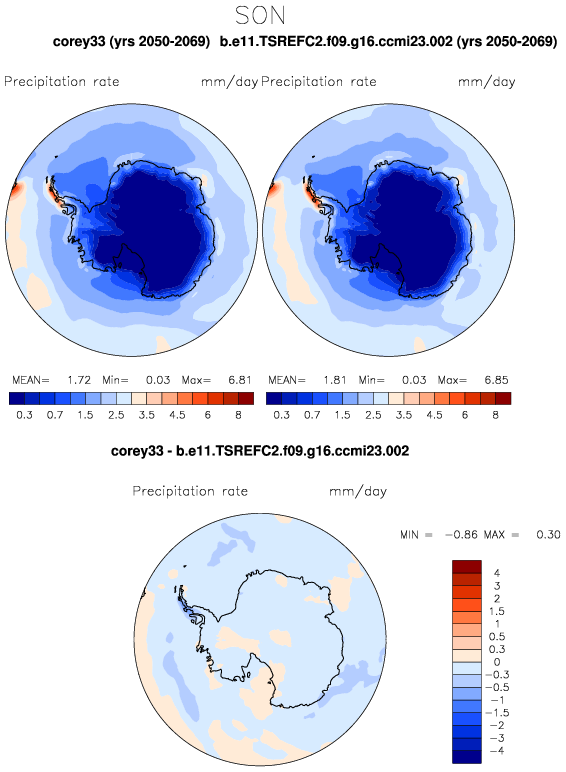 SON
corey33 (yrs 2050-2069) b.e11.TSREFC2.f09.g16.ccmi23.002 (yrs 2050-2069)
Precipitation rate mm/day Precipitation rate mm/day
MEAN= 1.72 Min= 0.03 Max= 6.81 MEAN= 1.81 Min= 0.03 Max= 6.85
0.3 0.7 1.5 2.5 3.5 4.5 6 8 0.3 0.7 1.5 2.5 3.5 4.5 6 8
corey33 - b.e11.TSREFC2.f09.g16.ccmi23.002
Precipitation rate mm/day
MIN = -0.86 MAX = 0.30
4
3
2
1.5
1
0.5
0.3
0
-0.3
-0.5
-1
-1.5
-2
-3
-4